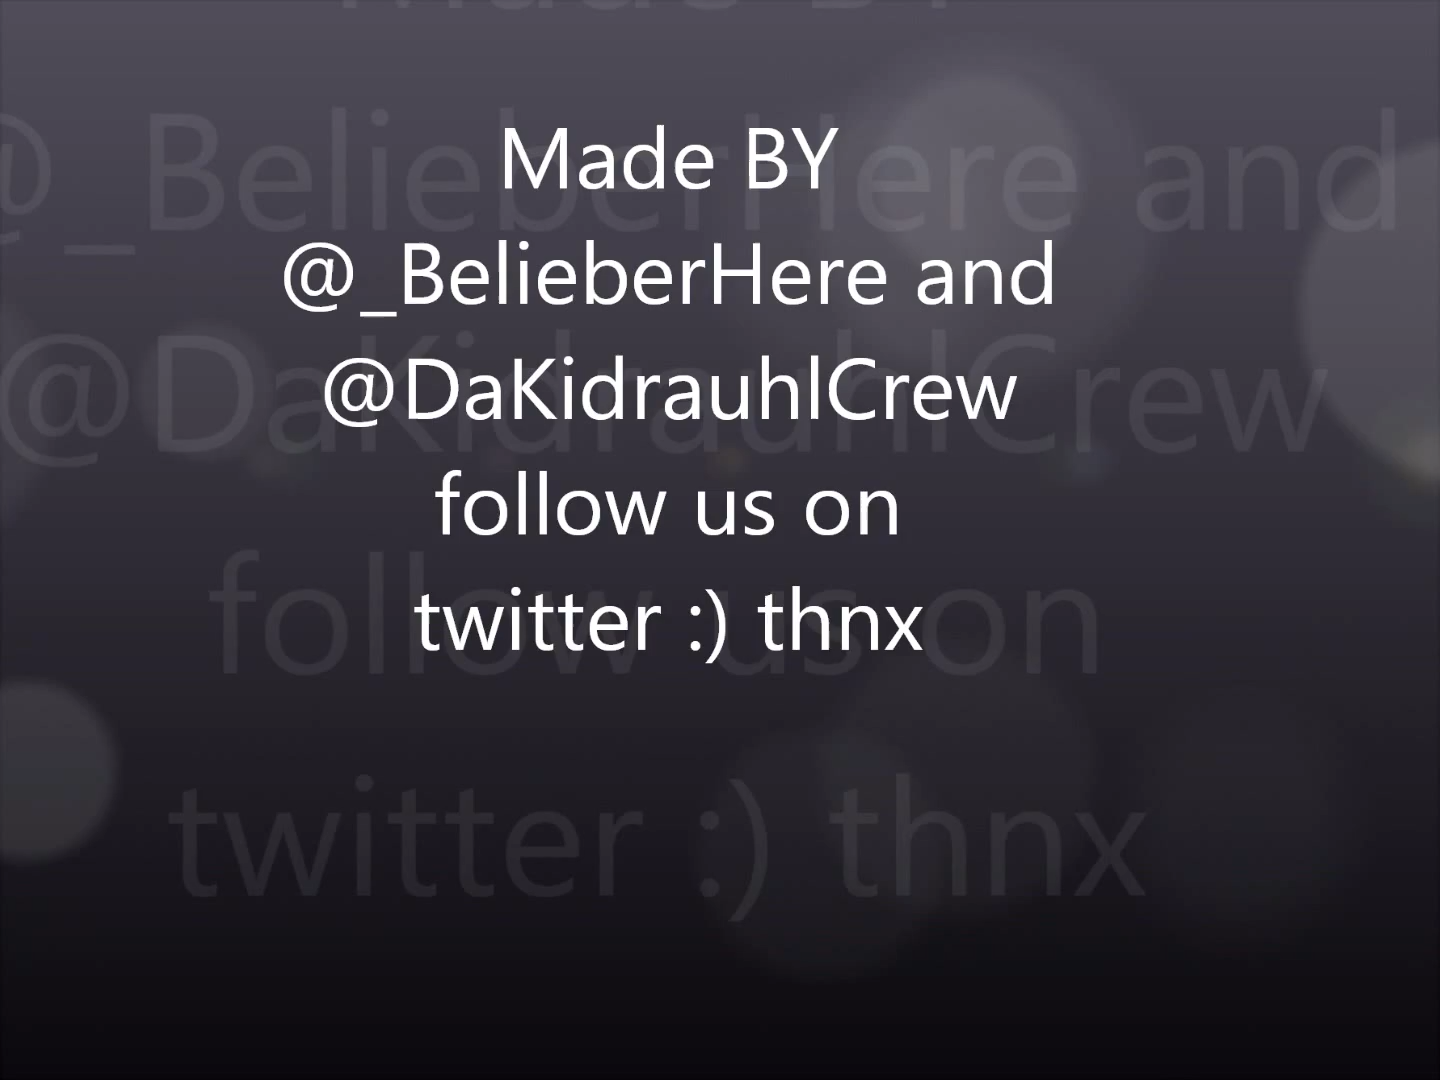 Made BY
@_BelieberHere and
@DaKidrauhlCrew
follow us on
twitter :) thnx